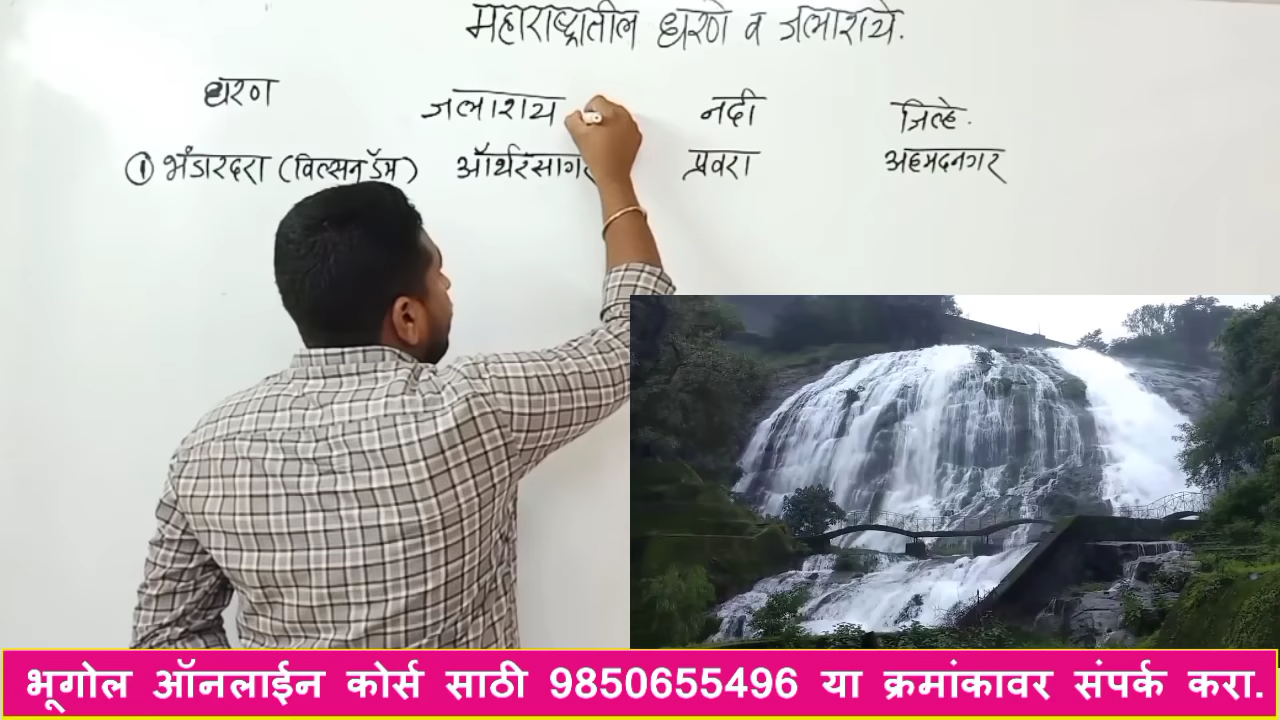 महाराष्ट्रातील धरणे व जलाशये.
धरण जलाशय नदी जिल्हे.
① भंडारदरा (विल्सन डॅम) ऑर्थरसागर प्रवरा अहमदनगर
भूगोल ऑनलाईन कोर्स साठी 9850655496 या क्रमांकावर संपर्क करा.